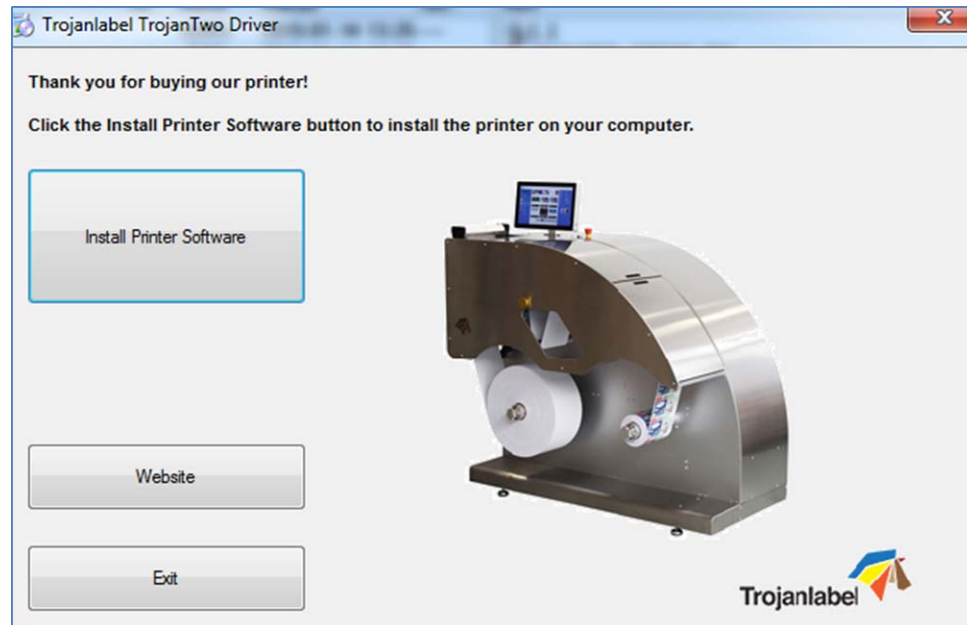 Trojanlabel TrojanTwo Driver
Thank you for buying our printer!
Click the Install Printer Software button to install the printer on your computer.
Install Printer Software
Website
Exit
Trojanlabel